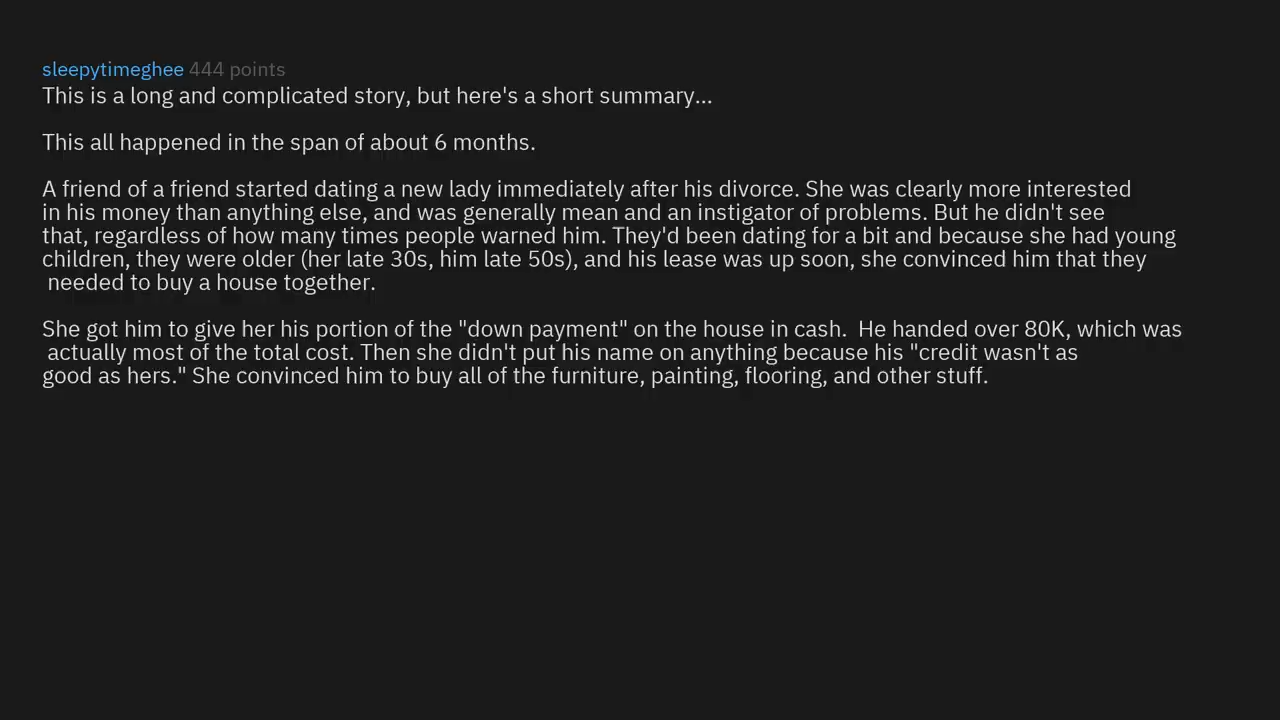 sleepytimeghee 444 points
This is a long and complicated story, but here's a short summary...
This all happened in the span of about 6 months.
A friend of a friend started dating a new lady immediately after his divorce. She was clearly more interested
in his money than anything else, and was generally mean and an instigator of problems. But he didn't see
that, regardless of how many times people warned him. They'd been dating for a bit and because she had young
children, they were older (her late 30s, him late 50s), and his lease was up soon, she convinced him that they
needed to buy a house together.
She got him to give her his portion of the "down payment" on the house in cash.  He handed over 80K, which was
actually most of the total cost. Then she didn't put his name on anything because his "credit wasn't as
good as hers." She convinced him to buy all of the furniture, painting, flooring, and other stuff.